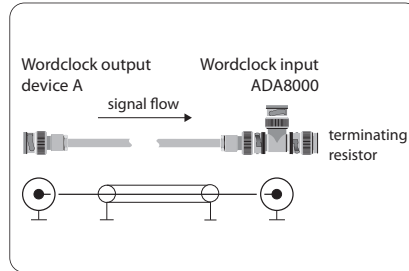 Wordclock output
device A
Wordclock input
ADA8000
signal flow
terminating
resistor